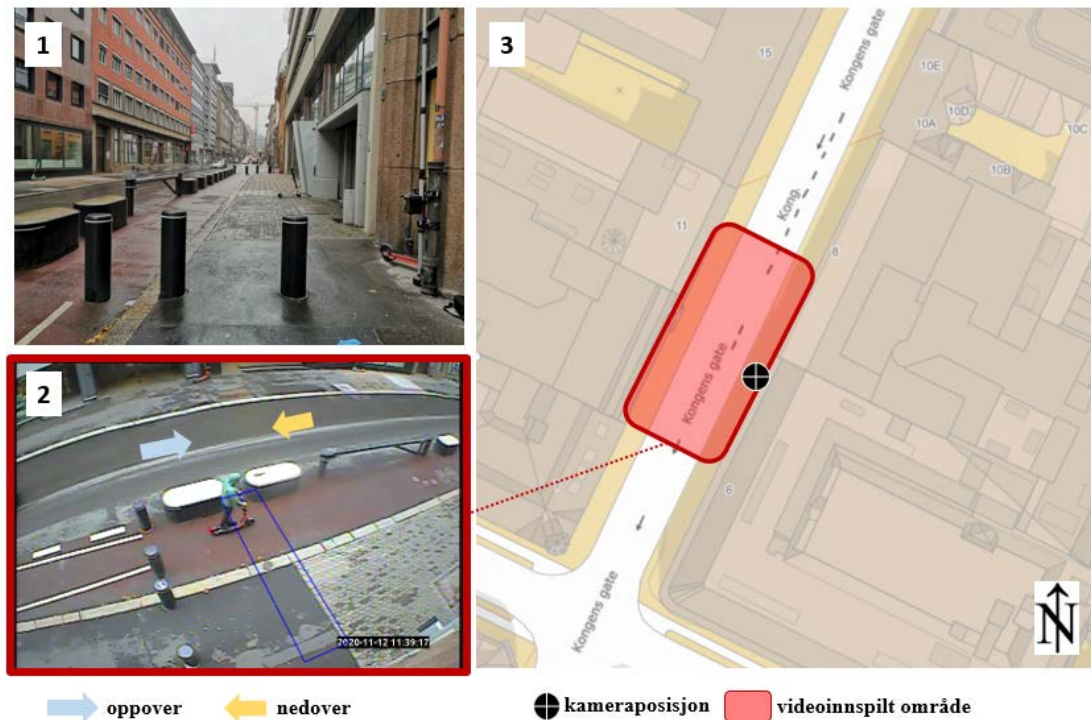 1
2
2020-11-12 11:39:17
3
Kongens gate
15
10E
10D
10A
10C
10B
Kong.
11
8
Kongens gate
6
Kongens gate
N
oppover
nedover
kameraposisjon
videoinnspilt område